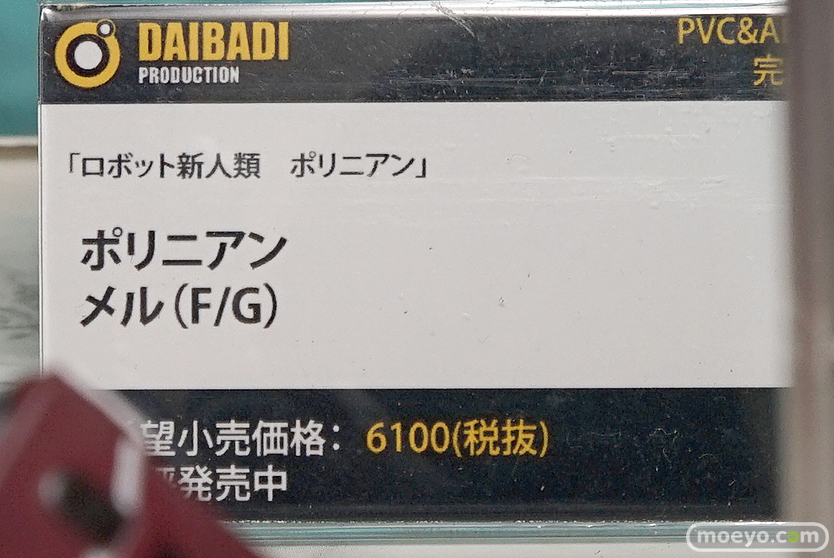 DAIBADI
PRODUCTION
PVC&A
完
「ロボット新人類　ポリニアン」
ポリニアン
メル（F/G）
望小売価格：6100(税抜)
発売中
moeyo.com